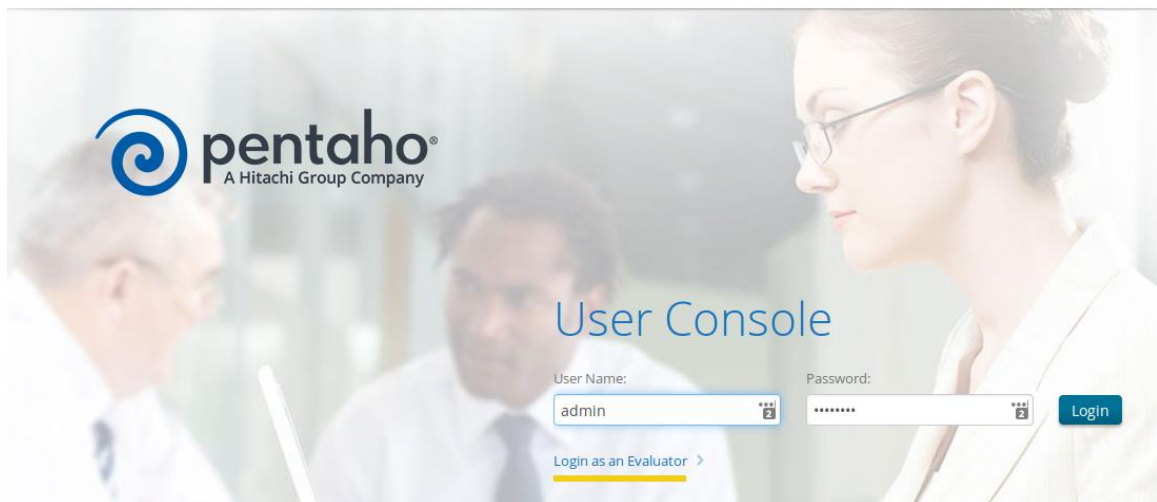 pentaho®
A Hitachi Group Company
User Console
User Name:
Password:
admin
••••••••
Login
Login as an Evaluator >